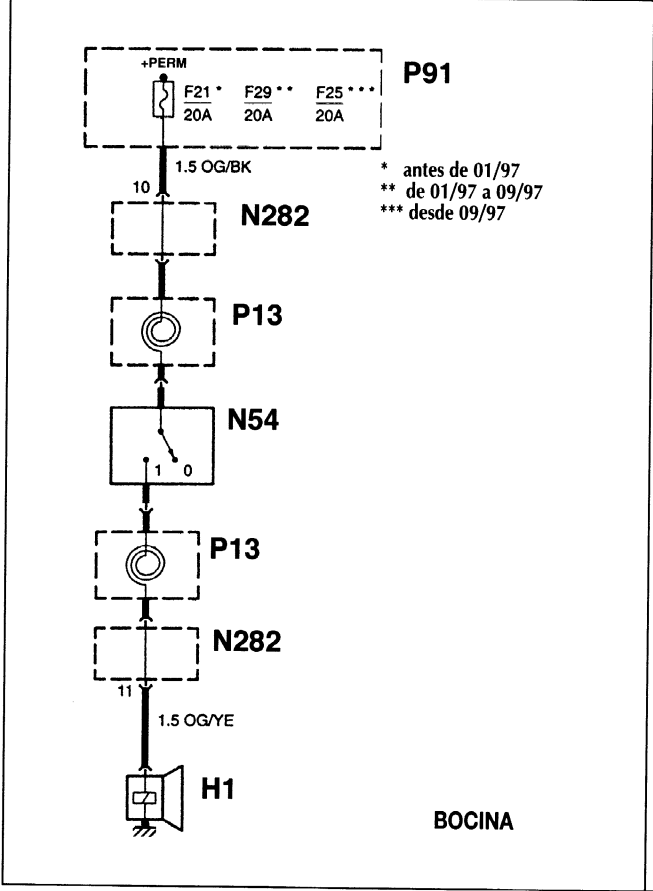 +PERM
P91
F21 * F29 ** F25 ***
20A 20A 20A
1.5 OG/BK
* antes de 01/97
** de 01/97 a 09/97
*** desde 09/97
10
N282
P13
N54
1 0
P13
N282
11
1.5 OG/YE
H1
BOCINA